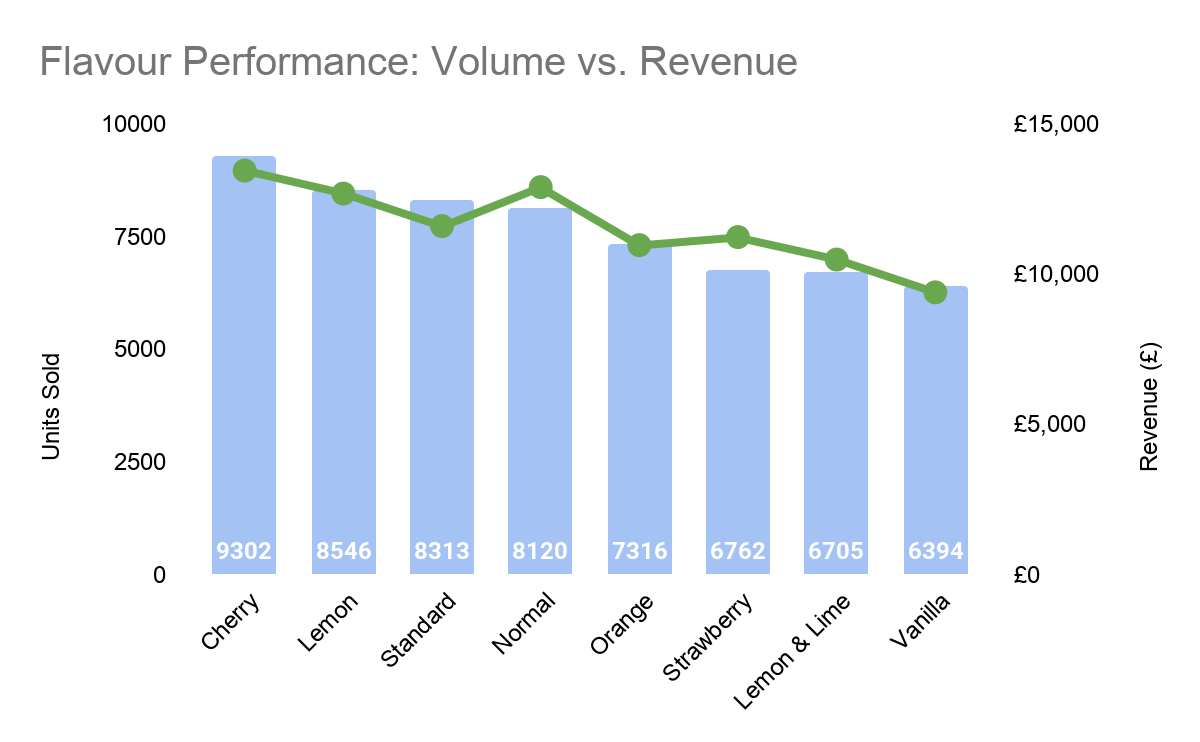 Flavour Performance: Volume vs. Revenue
10000
7500
5000
2500
0
Units Sold
£15,000
£10,000
£5,000
£0
Revenue (£)
9302
8546
8313
8120
7316
6762
6705
6394
Cherry
Lemon
Standard
Normal
Orange
Strawberry
Lemon & Lime
Vanilla